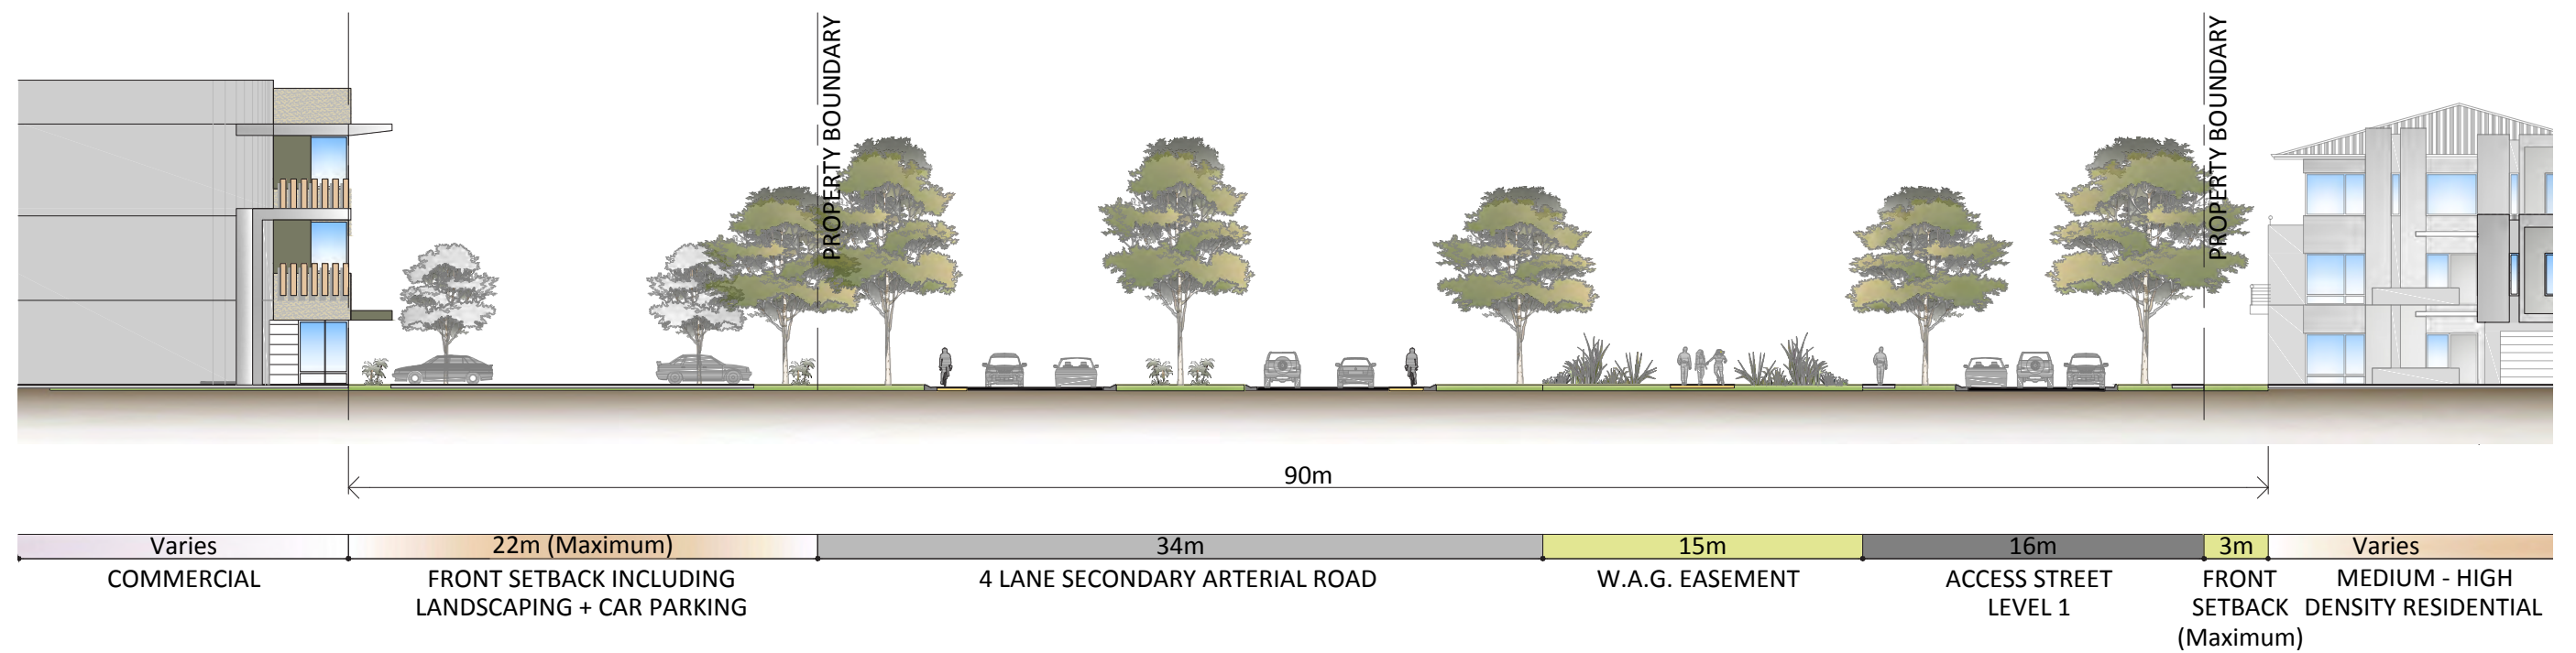 PROPERTY BOUNDARY
PROPERTY BOUNDARY
90m
Varies
22m (Maximum)
34m
15m
16m
3m
Varies
COMMERCIAL
FRONT SETBACK INCLUDING
LANDSCAPING + CAR PARKING
4 LANE SECONDARY ARTERIAL ROAD
W.A.G. EASEMENT
ACCESS STREET
LEVEL 1
FRONT
SETBACK
(Maximum)
MEDIUM - HIGH
DENSITY RESIDENTIAL